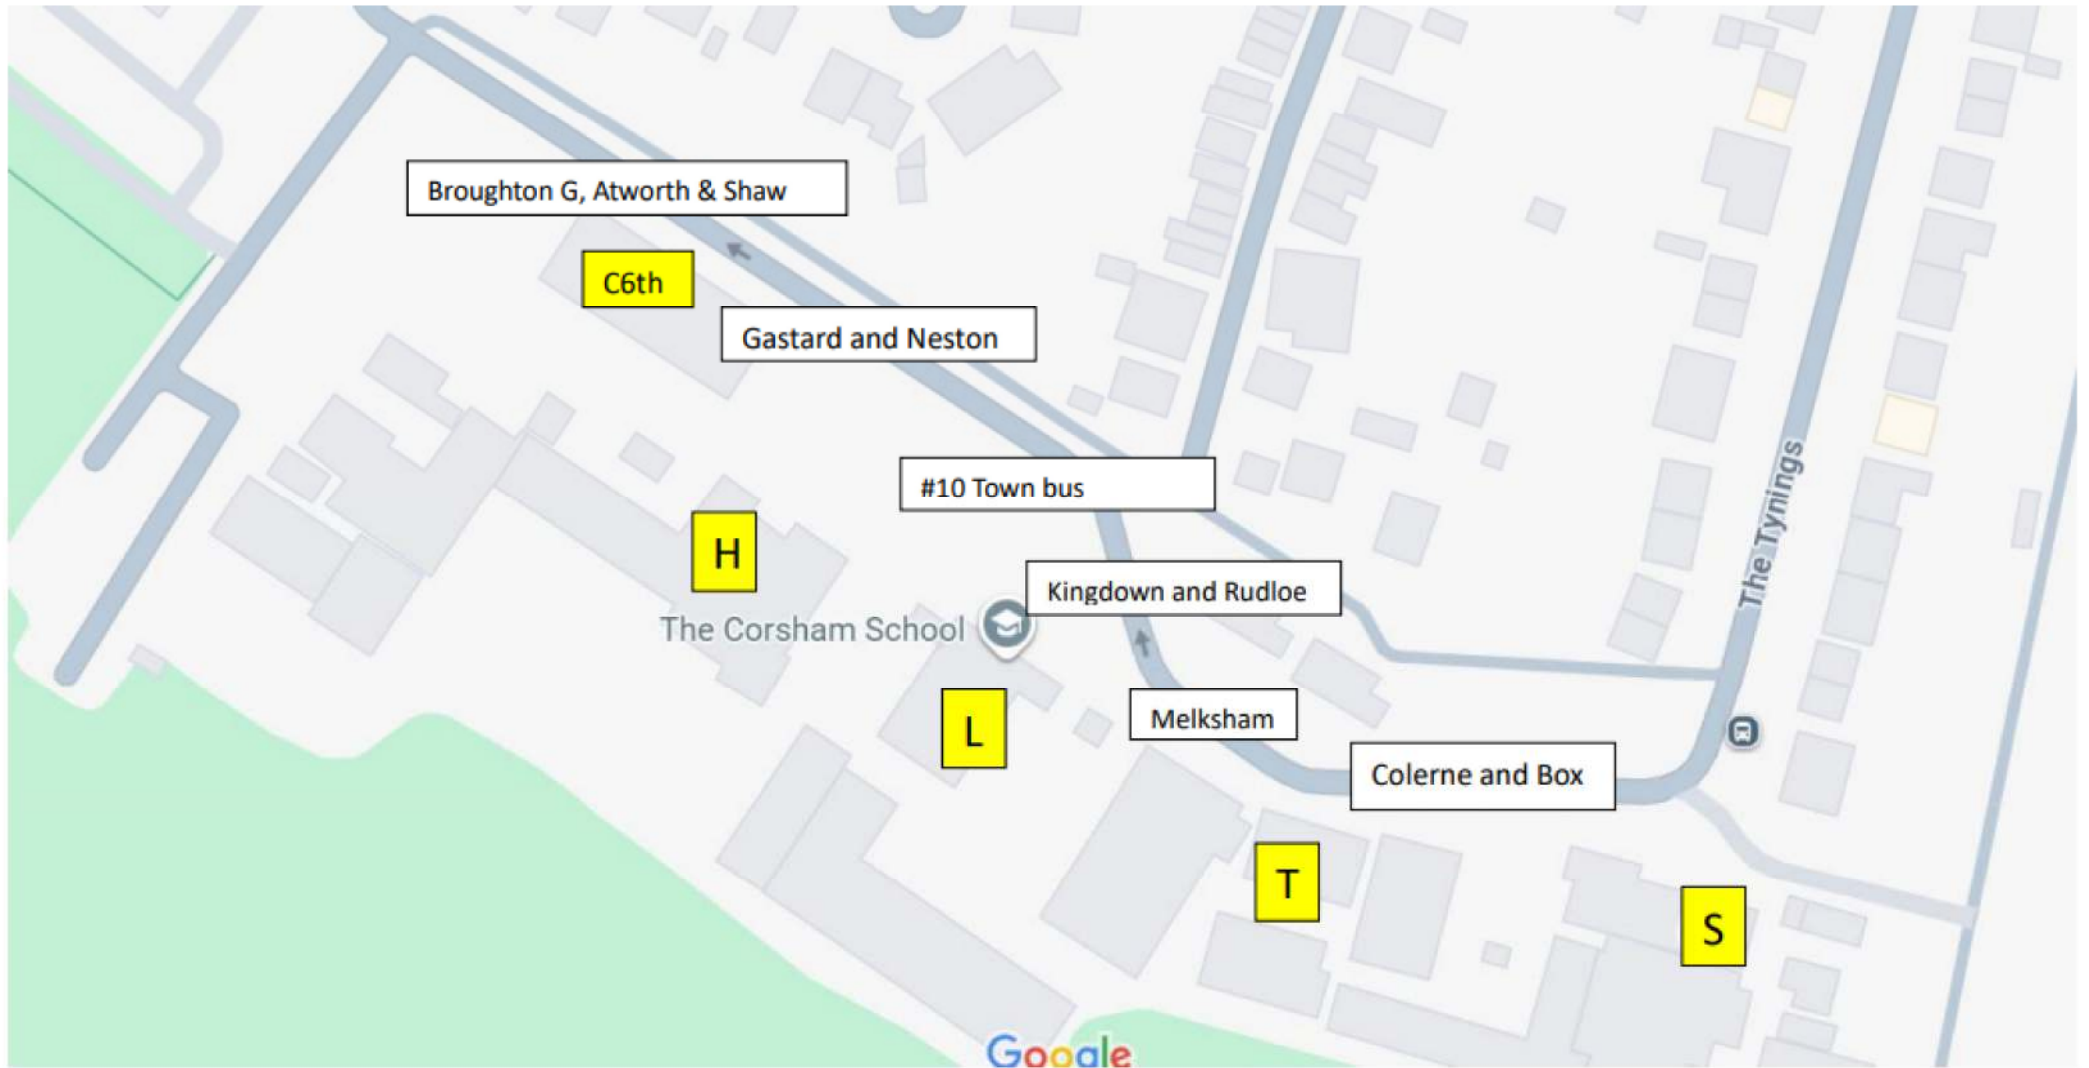 Broughton G, Atworth & Shaw
C6th
Gastard and Neston
#10 Town bus
H
Kingdown and Rudloe
The Corsham School
The Tynings
L
Melksham
Colerne and Box
T
S
Google